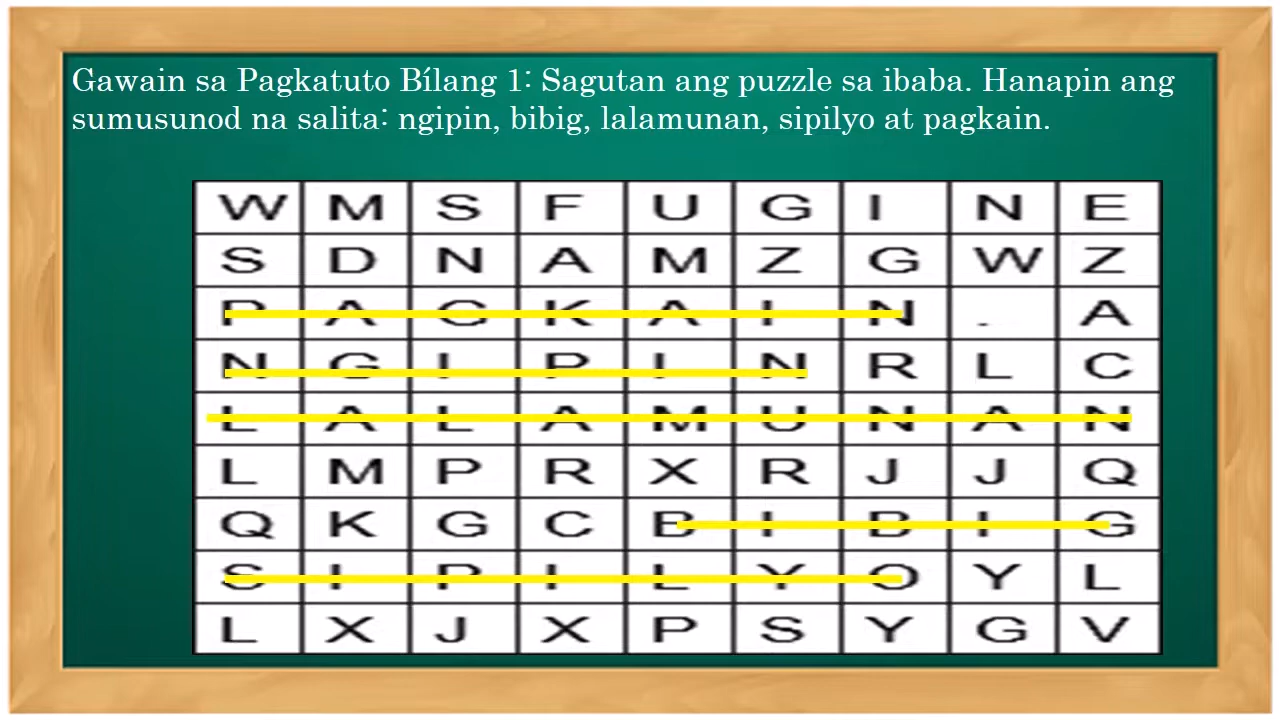 Gawain sa Pagkatuto Bílang 1: Sagutan ang puzzle sa ibaba. Hanapin ang
sumusunod na salita: ngipin, bibig, lalamunan, sipilyo at pagkain.
W M S F U G I N E
S D N A M Z G W Z
P A G K A I N . A
N G I P I N R L C
L A L A M U N A N
L M P R X R J J Q
Q K G C B I B I G
S I P I L Y O Y L
L X J X P S Y G V